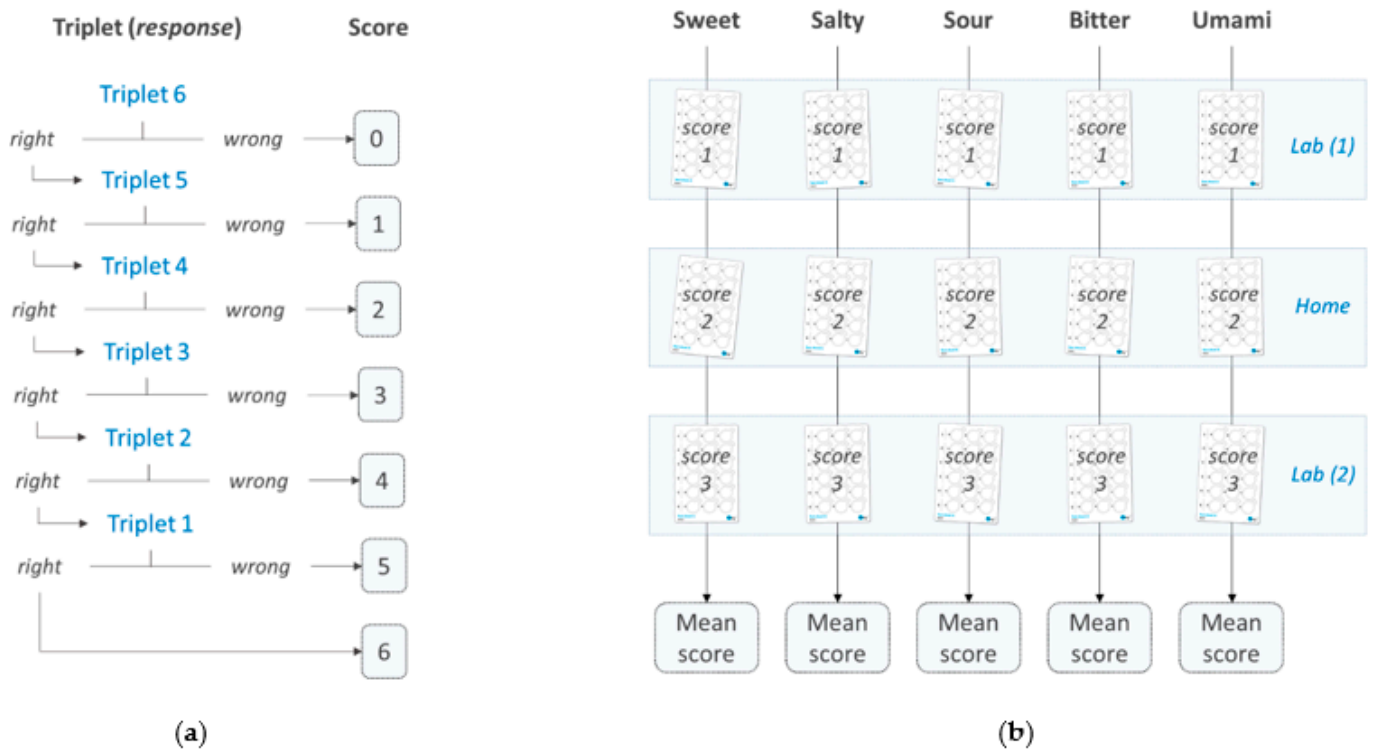 Triplet (response) Score
Triplet 6
right wrong 0
Triplet 5
right wrong 1
Triplet 4
right wrong 2
Triplet 3
right wrong 3
Triplet 2
right wrong 4
Triplet 1
right wrong 5
6
(a)
Sweet Salty Sour Bitter Umami
score score score score score
1 1 1 1 1
Lab (1)
score score score score score
2 2 2 2 2
Home
score score score score score
3 3 3 3 3
Lab (2)
Mean Mean Mean Mean Mean
score score score score score
(b)